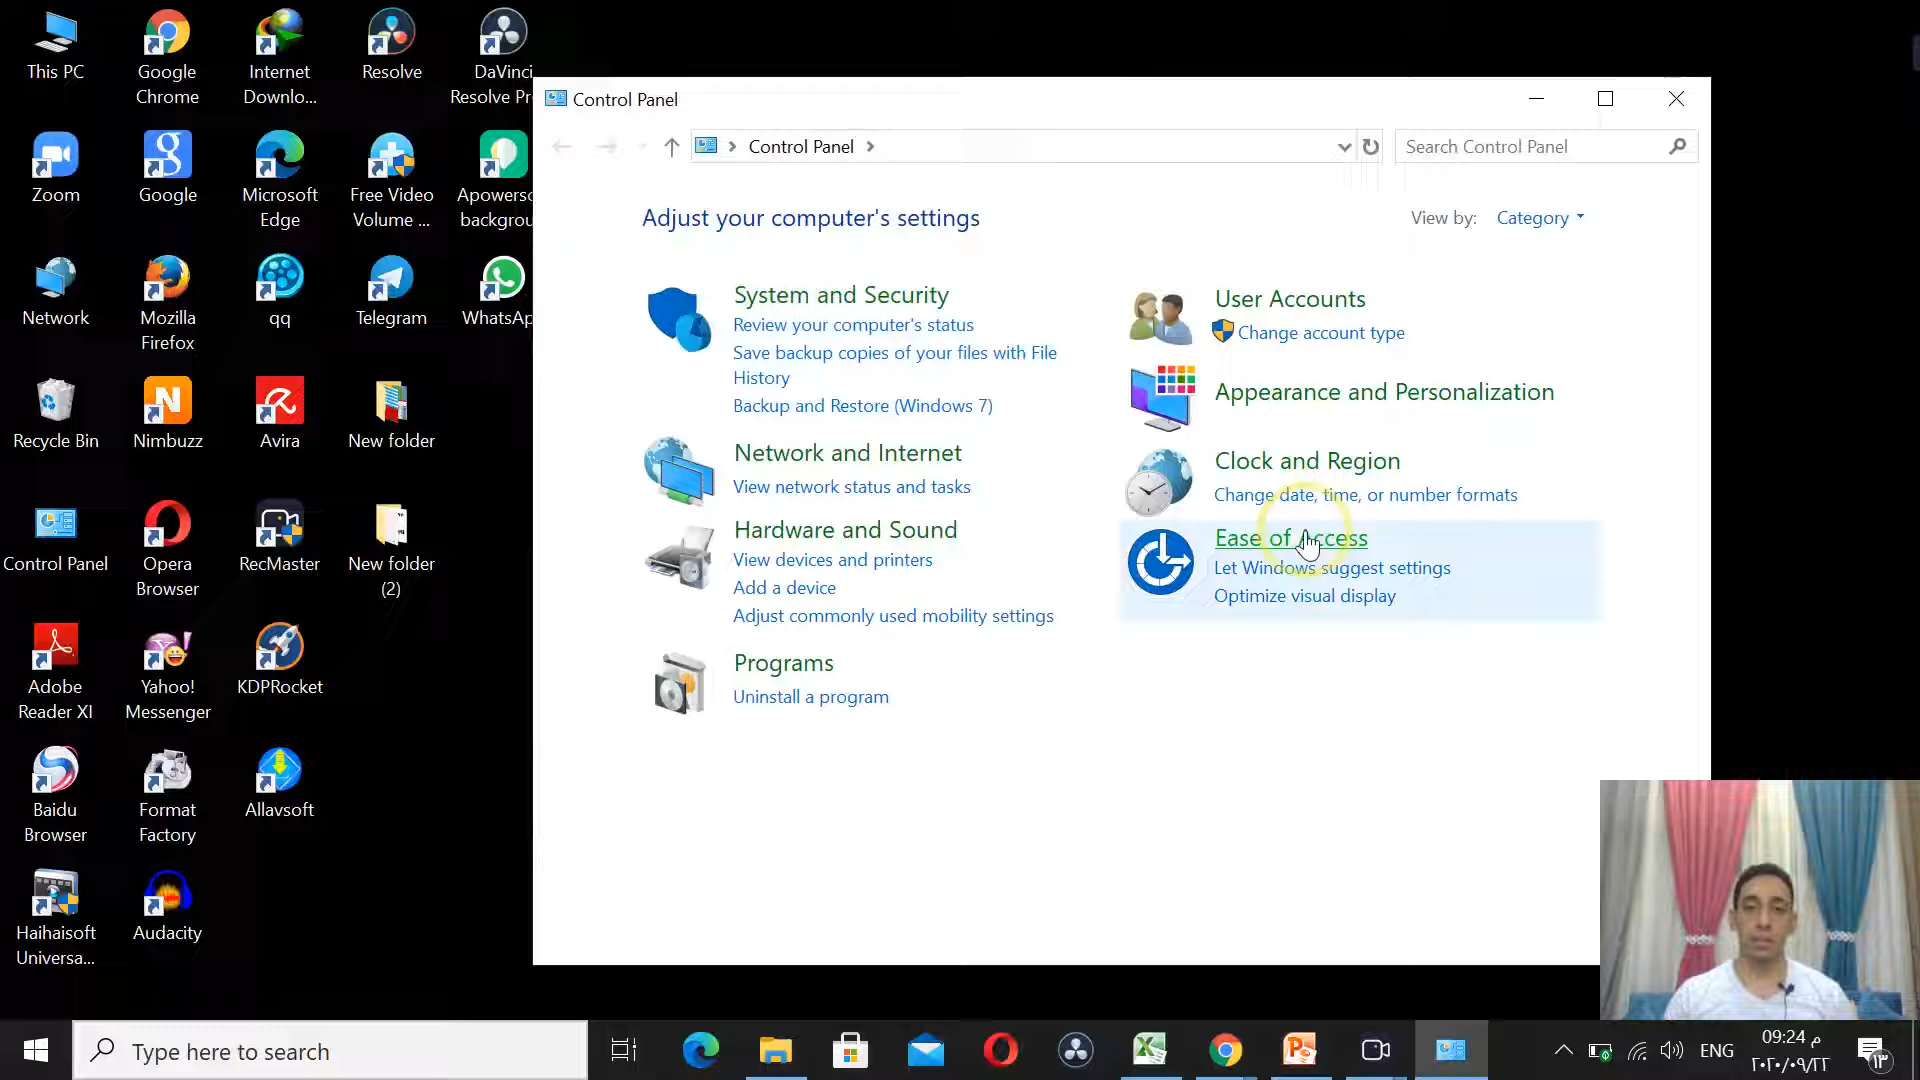 This PC
Google
Chrome
Internet
Downlo...
Resolve
DaVinci
Resolve Pr
Zoom
Google
Microsoft
Edge
Free Video
Volume ...
Apowerso
backgrou
Network
Mozilla
Firefox
qq
Telegram
WhatsAp
Recycle Bin
Nimbuzz
Avira
New folder
Control Panel
Opera
Browser
RecMaster
New folder
(2)
Adobe
Reader XI
Yahoo!
Messenger
KDPRocket
Baidu
Browser
Format
Factory
Allavsoft
Haihaisoft
Universa...
Audacity
Control Panel
Control Panel
Search Control Panel
Adjust your computer's settings
View by: Category
System and Security
Review your computer's status
Save backup copies of your files with File
History
Backup and Restore (Windows 7)
Network and Internet
View network status and tasks
Hardware and Sound
View devices and printers
Add a device
Adjust commonly used mobility settings
Programs
Uninstall a program
User Accounts
Change account type
Appearance and Personalization
Clock and Region
Change date, time, or number formats
Ease of Access
Let Windows suggest settings
Optimize visual display
Type here to search
ENG
09:24 م
٢٠٢٠/٠٩/٢٢
١٣